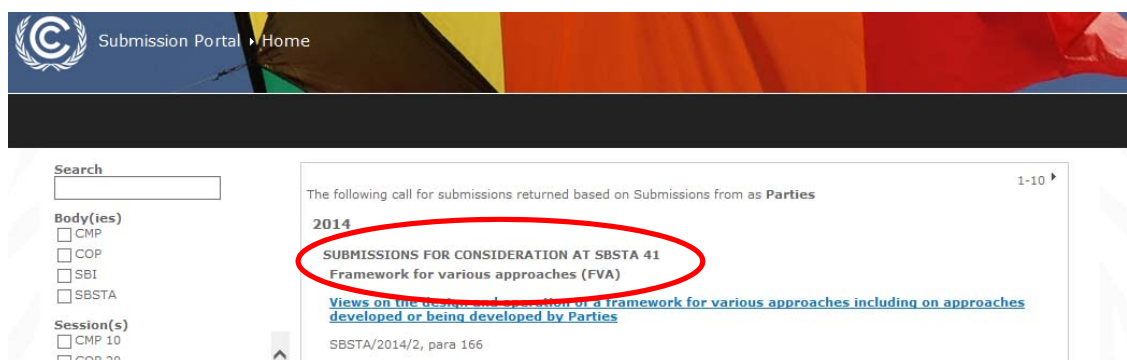 Submission Portal Home
Search
Body(ies)
CMP
COP
SBI
SBSTA
Session(s)
CMP 10
COP 20
1-10
The following call for submissions returned based on Submissions from as Parties
2014
SUBMISSIONS FOR CONSIDERATION AT SBSTA 41
Framework for various approaches (FVA)
Views on the design and operation of a framework for various approaches including on approaches
developed or being developed by Parties
SBSTA/2014/2, para 166